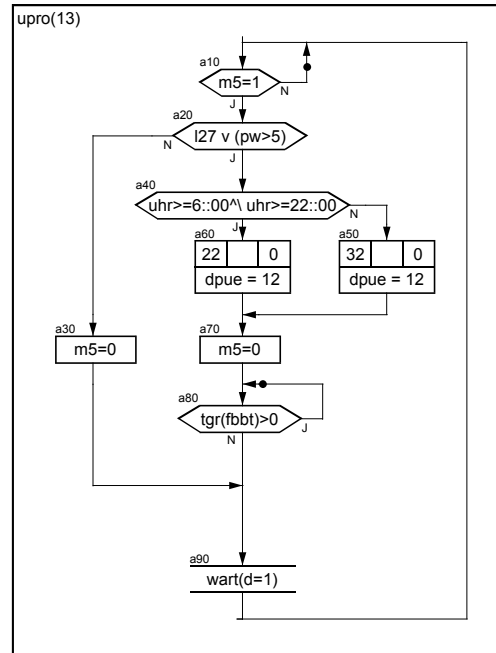 upro(13)
a10
m5=1
N
J
a20
l27 v (pw>5)
N
J
a40
uhr>=6::00^\ uhr>=22::00
N
J
a60
22 0
dpue = 12
a50
32 0
dpue = 12
a30
m5=0
a70
m5=0
a80
tgr(fbbt)>0
N
J
a90
wart(d=1)